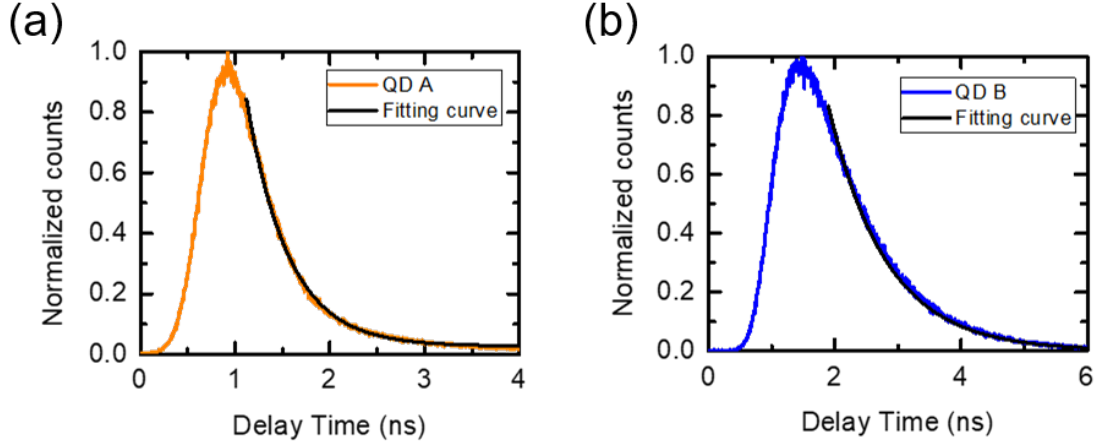 (a)
1.0
0.8
0.6
0.4
0.2
0.0
Normalized counts
QD A
Fitting curve
0 1 2 3 4
Delay Time (ns)
(b)
1.0
0.8
0.6
0.4
0.2
0.0
Normalized counts
QD B
Fitting curve
0 2 4 6
Delay Time (ns)